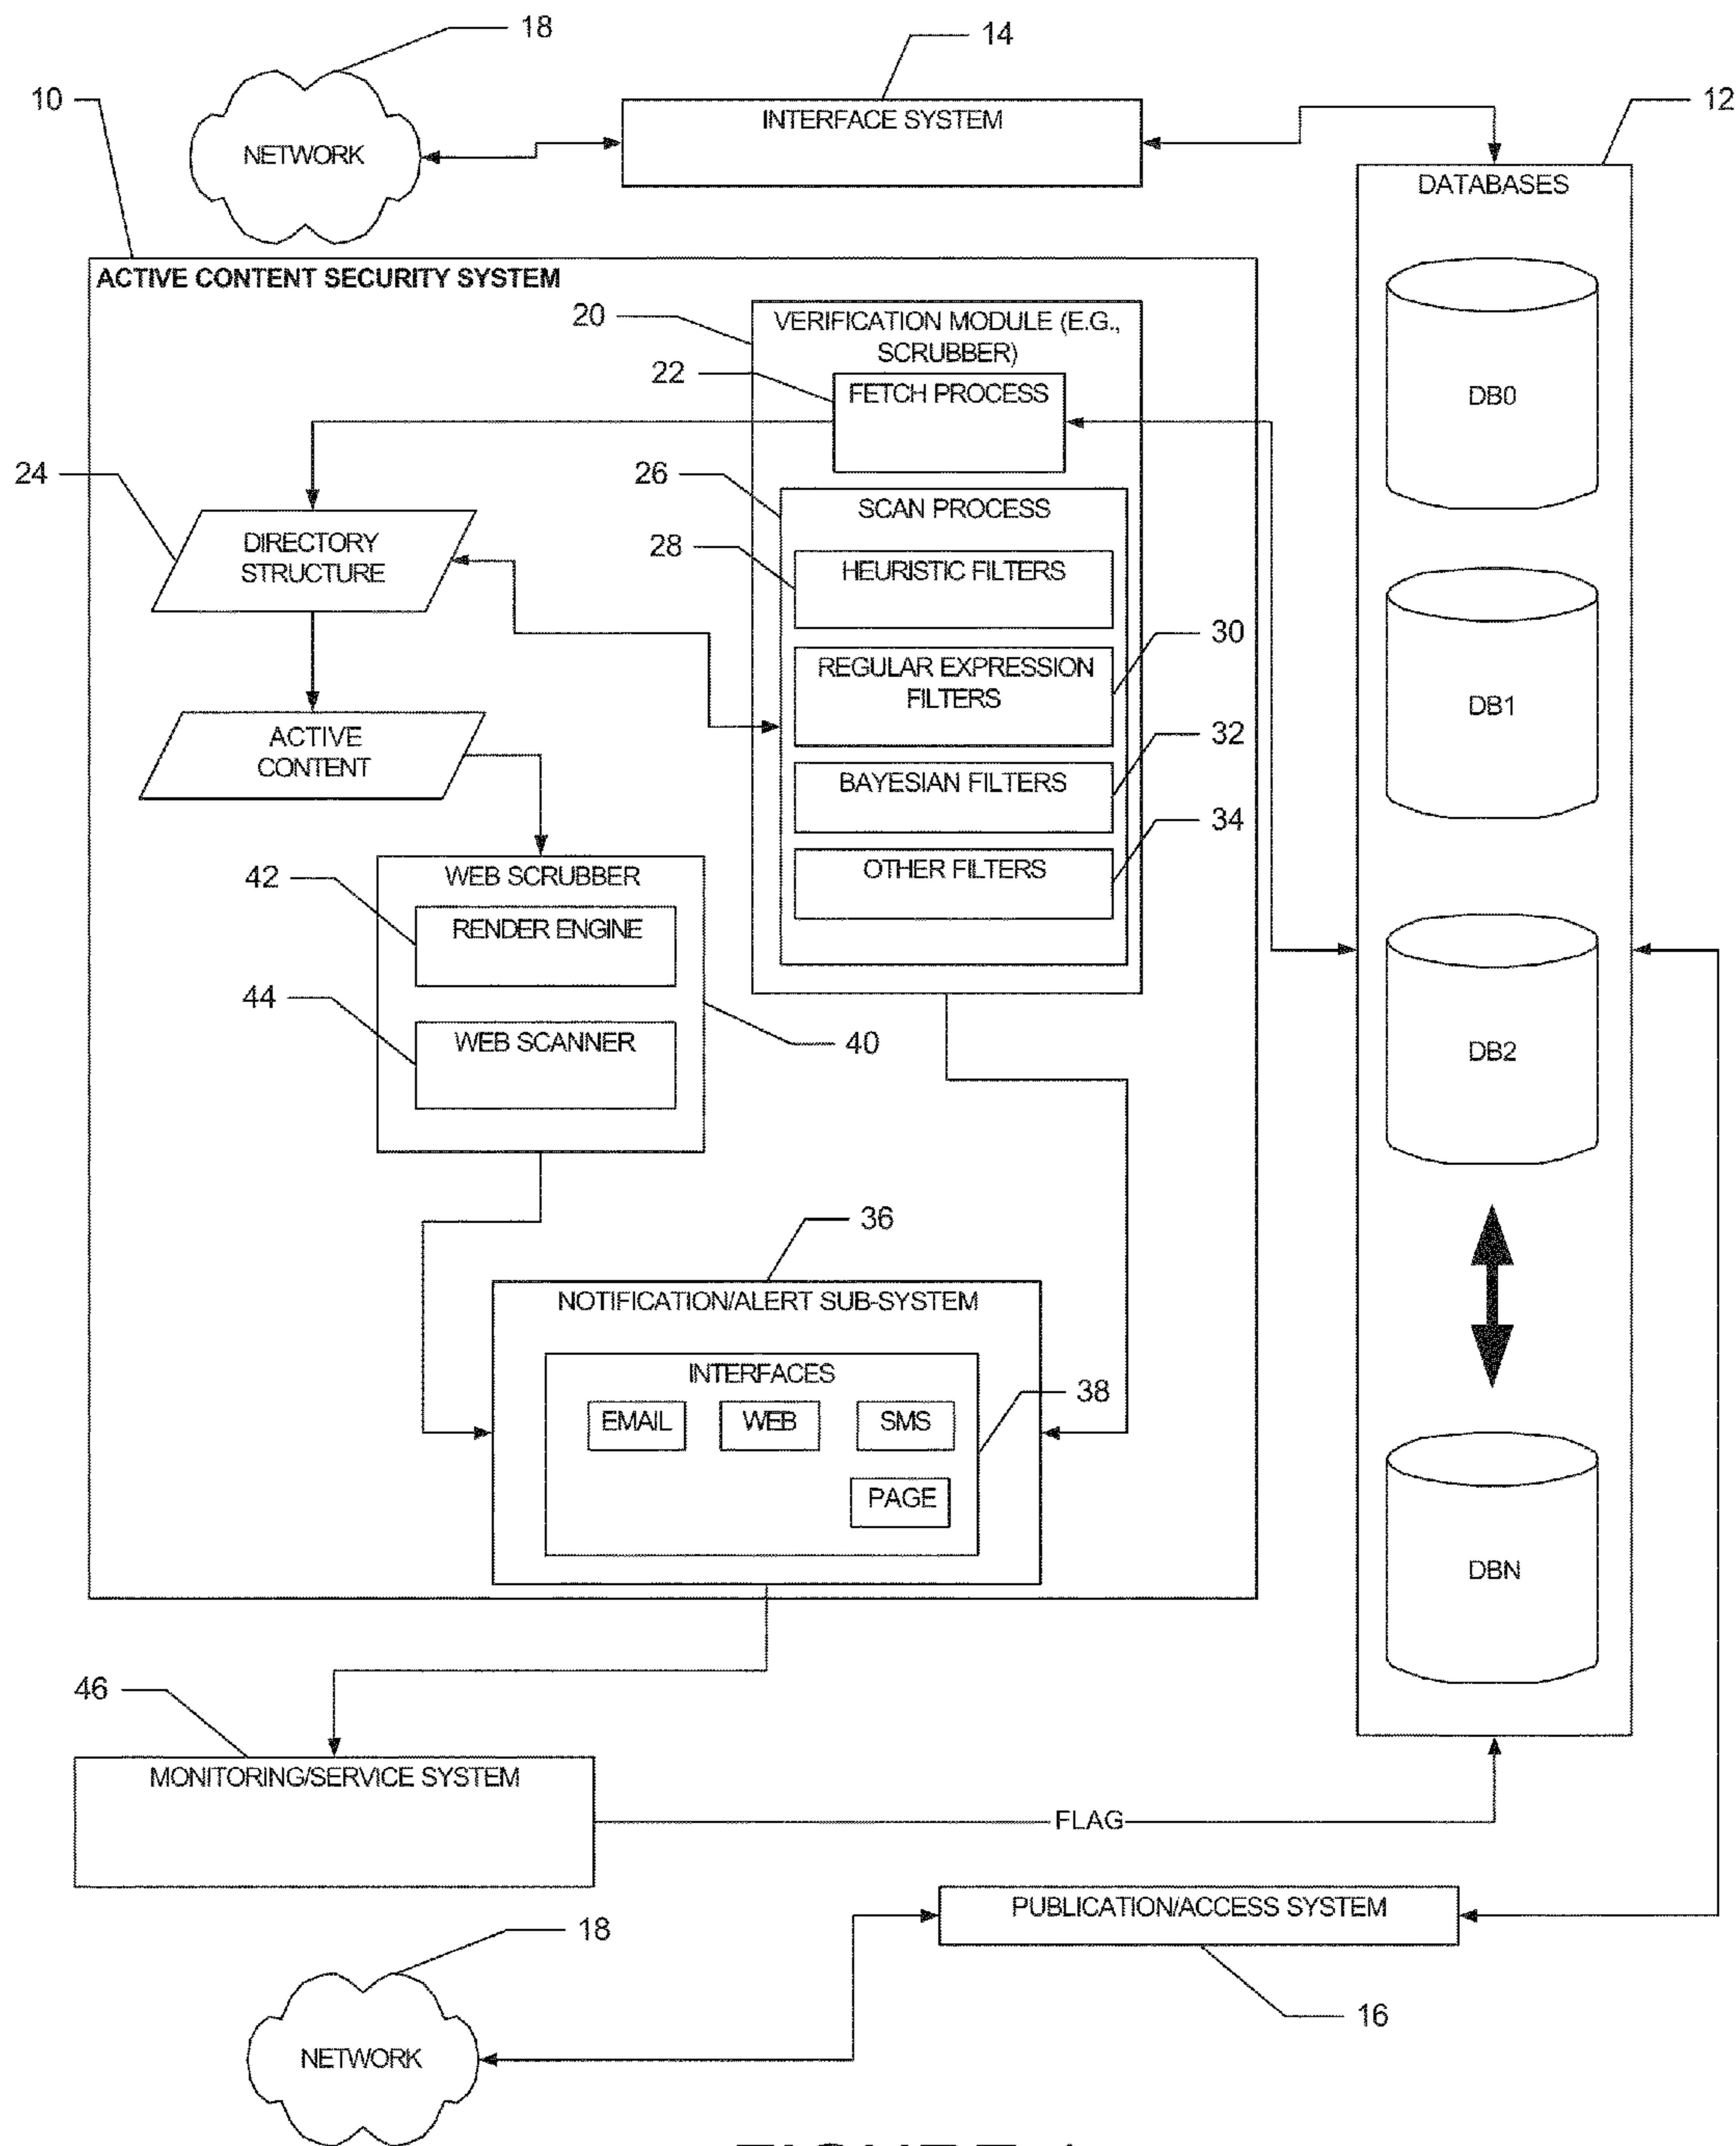 18
14
10
12
NETWORK
INTERFACE SYSTEM
DATABASES
ACTIVE CONTENT SECURITY SYSTEM
20
VERIFICATION MODULE (E.G.,
SCRUBBER)
22
FETCH PROCESS
DB0
24
26
SCAN PROCESS
DIRECTORY
STRUCTURE
28
HEURISTIC FILTERS
30
REGULAR EXPRESSION
FILTERS
DB1
ACTIVE
CONTENT
32
BAYESIAN FILTERS
34
OTHER FILTERS
42
WEB SCRUBBER
RENDER ENGINE
44
WEB SCANNER
40
DB2
36
NOTIFICATION/ALERT SUB-SYSTEM
INTERFACES
38
EMAIL
WEB
SMS
PAGE
DBN
46
MONITORING/SERVICE SYSTEM
FLAG
PUBLICATION/ACCESS SYSTEM
18
16
NETWORK